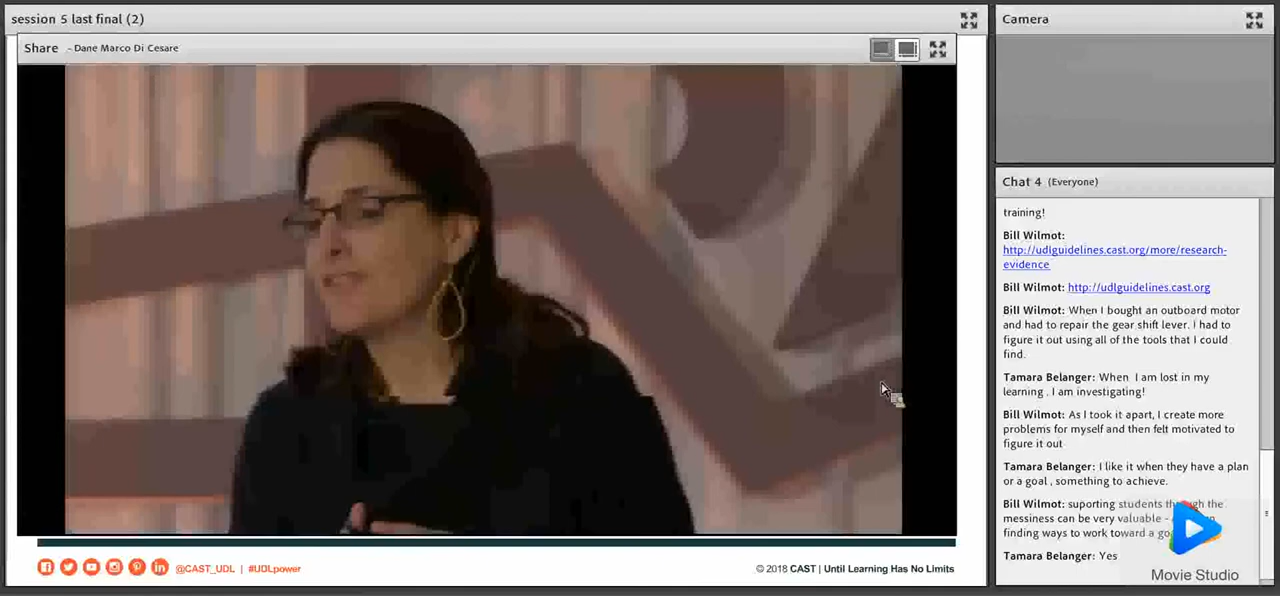 session 5 last final (2)
Share - Dane Marco Di Cesare
@CAST_UDL | #UDLpower
© 2018 CAST | Until Learning Has No Limits
Camera
Chat 4 (Everyone)
training!
Bill Wilmot:
http://udlguidelines.cast.org/more/research-
evidence
Bill Wilmot: http://udlguidelines.cast.org
Bill Wilmot: When I bought an outboard motor
and had to repair the gear shift lever. I had to
figure it out using all of the tools that I could
find.
Tamara Belanger: When I am lost in my
learning . I am investigating!
Bill Wilmot: As I took it apart, I create more
problems for myself and then felt motivated to
figure it out
Tamara Belanger: I like it when they have a plan
or a goal , something to achieve.
Bill Wilmot: suporting students through the
messiness can be very valuable -
finding ways to work toward a
Tamara Belanger: Yes
Movie Studio